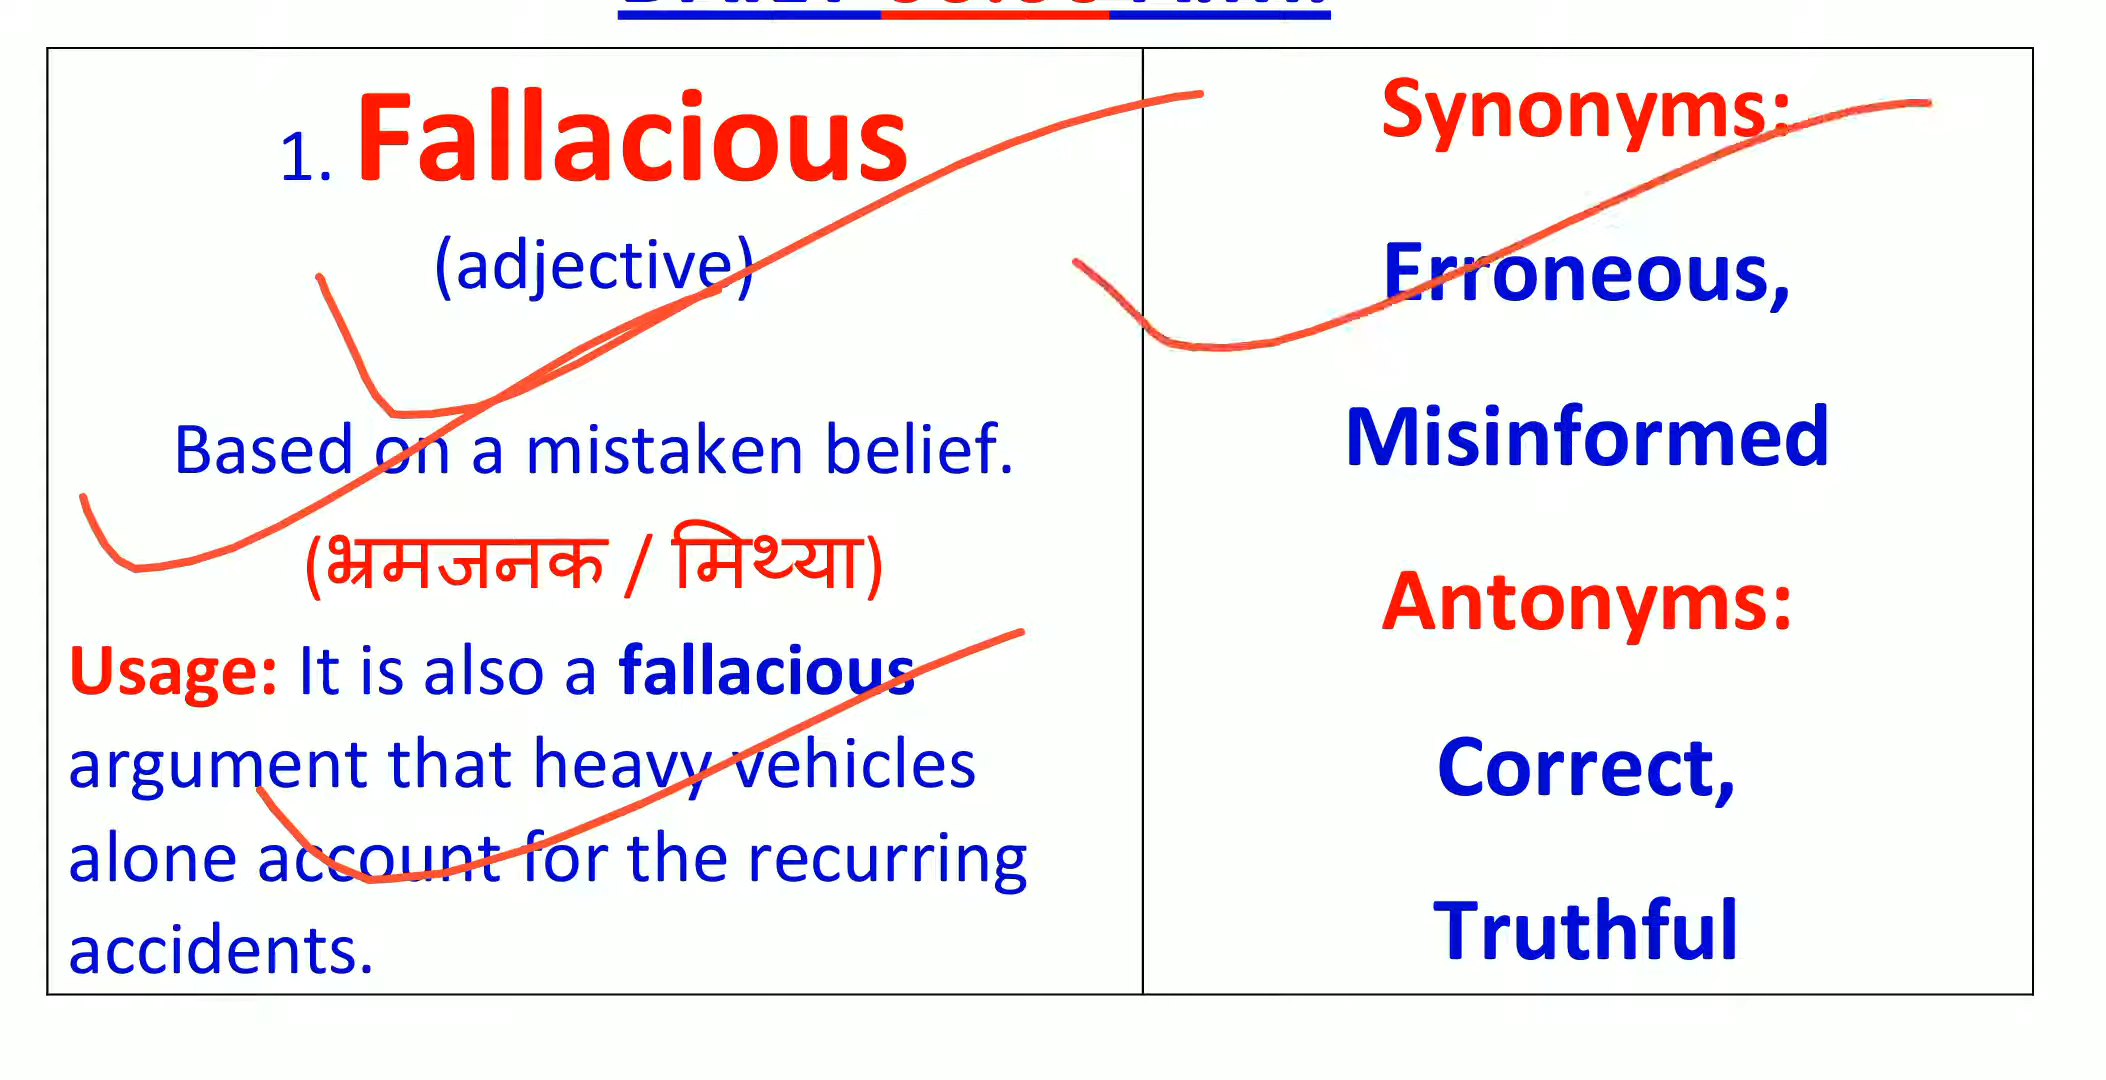 1. Fallacious
(adjective)
Based on a mistaken belief.
(भ्रमजनक / मिथ्या)
Usage: It is also a fallacious
argument that heavy vehicles
alone account for the recurring
accidents.
Synonyms:
Erroneous,
Misinformed
Antonyms:
Correct,
Truthful